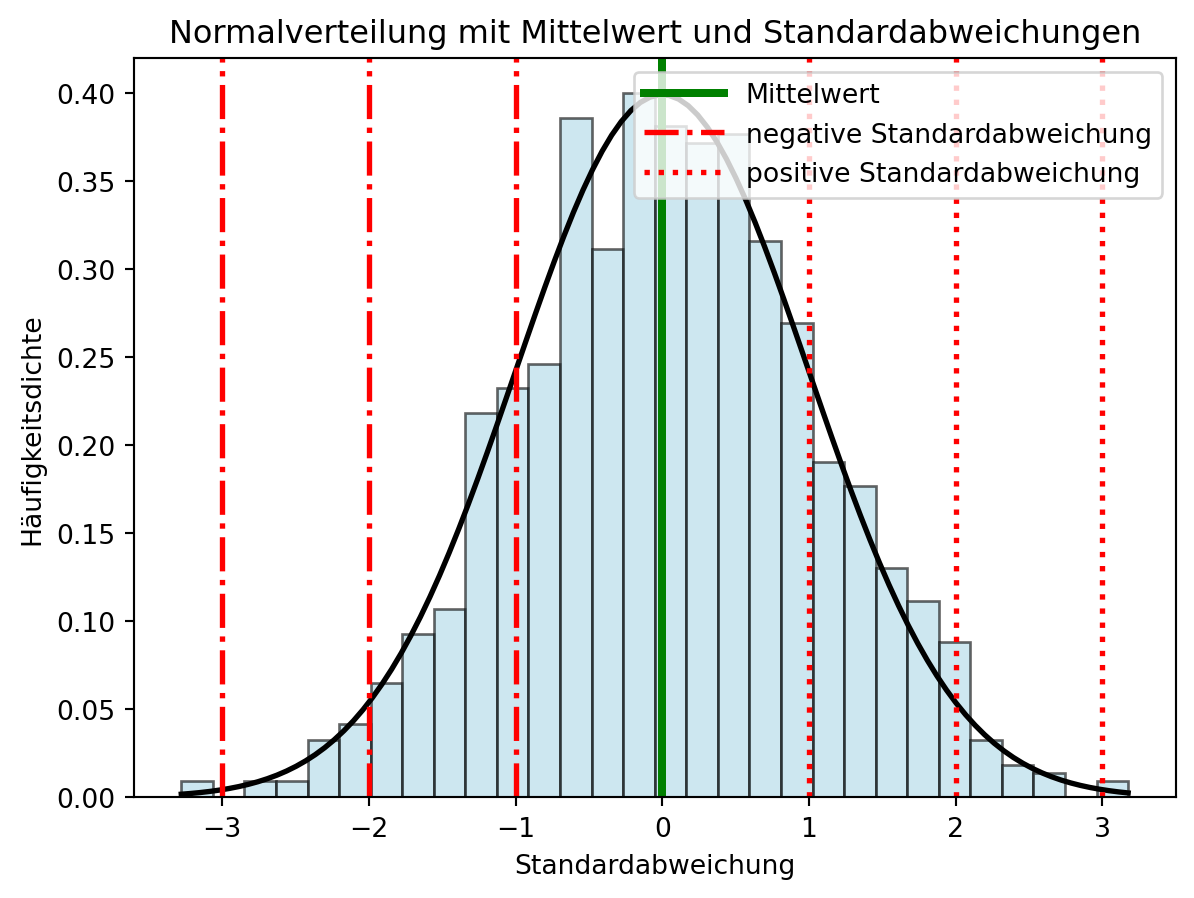 Normalverteilung mit Mittelwert und Standardabweichungen
Mittelwert
negative Standardabweichung
positive Standardabweichung
Häufigkeitsdichte
0.40
0.35
0.30
0.25
0.20
0.15
0.10
0.05
0.00
−3 −2 −1 0 1 2 3
Standardabweichung